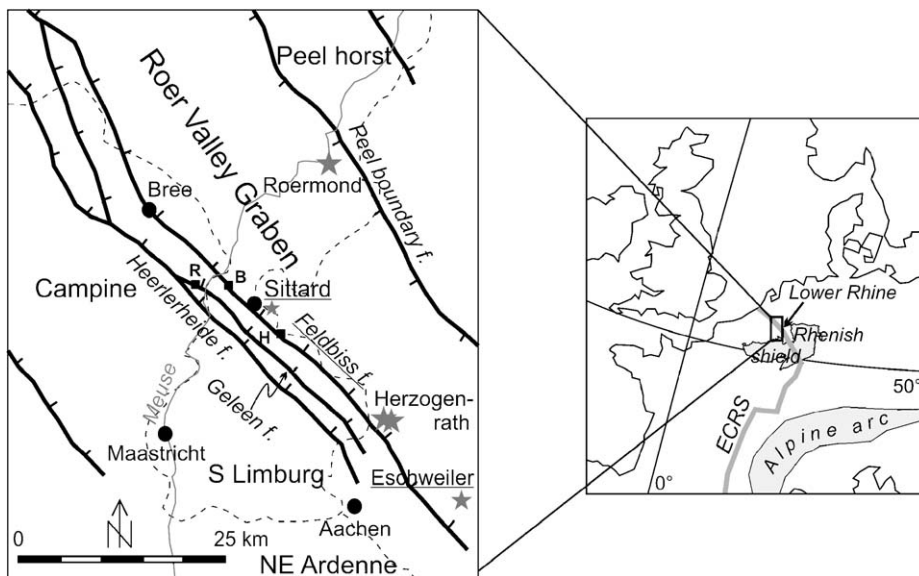 Peel horst
Roer Valley Graben
Peel boundary f.
Roermond
Bree
R
B
Sittard
Campine
Heerlerheide f.
H
Feldbiss f.
Geleen f.
Herzogen-
rath
Meuse
Maastricht
S Limburg
Eschweiler
Aachen
N
0
25 km
NE Ardenne
Lower Rhine
Rhenish
shield
50°
ECRS
Alpine arc
0°